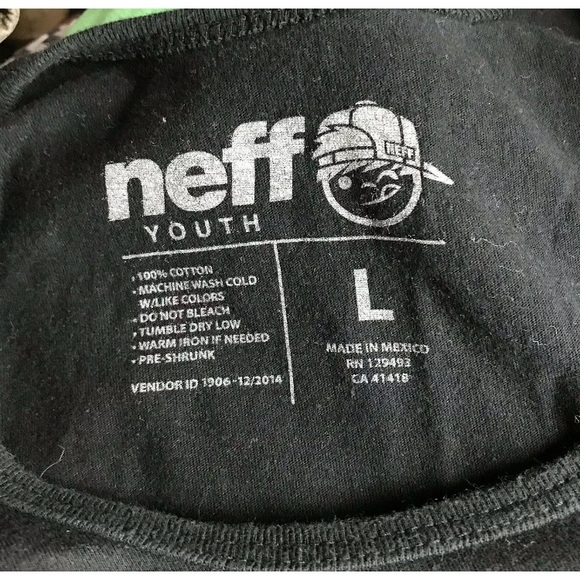 neff
NEFF
YOUTH
• 100% COTTON
• MACHINE WASH COLD
W/LIKE COLORS
• DO NOT BLEACH
• TUMBLE DRY LOW
• WARM IRON IF NEEDED
• PRE-SHRUNK
VENDOR ID 1906-12/2014
L
MADE IN MEXICO
RN 129493
CA 41418